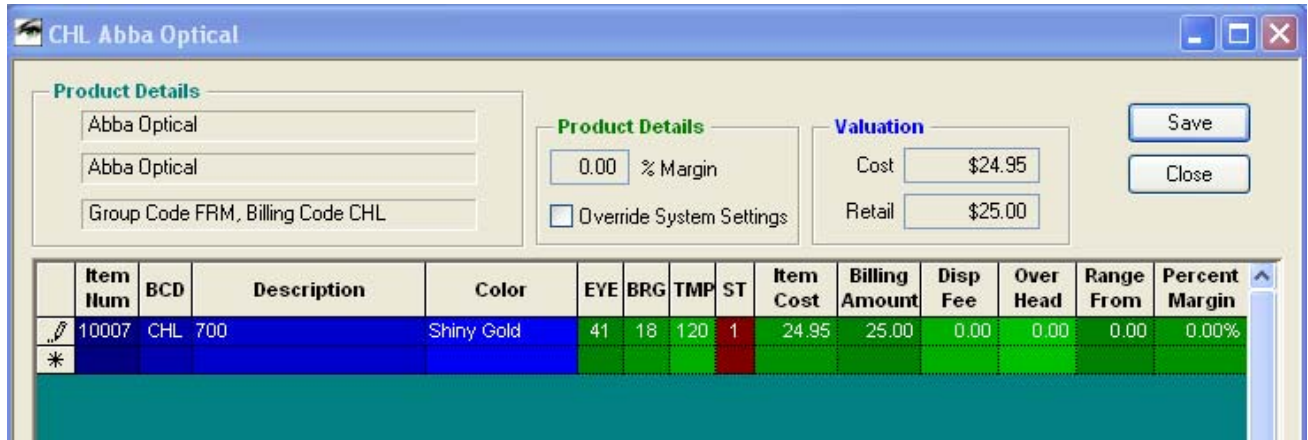 CHL Abba Optical
Product Details
Abba Optical
Abba Optical
Group Code FRM, Billing Code CHL
Product Details
0.00 % Margin
Override System Settings
Valuation
Cost $24.95
Retail $25.00
Save
Close
Item Num BCD Description Color EYE BRG TMP ST Item Cost Billing Amount Disp Fee Over Head Range From Percent Margin
10007 CHL 700 Shiny Gold 41 18 120 1 24.95 25.00 0.00 0.00 0.00 0.00%